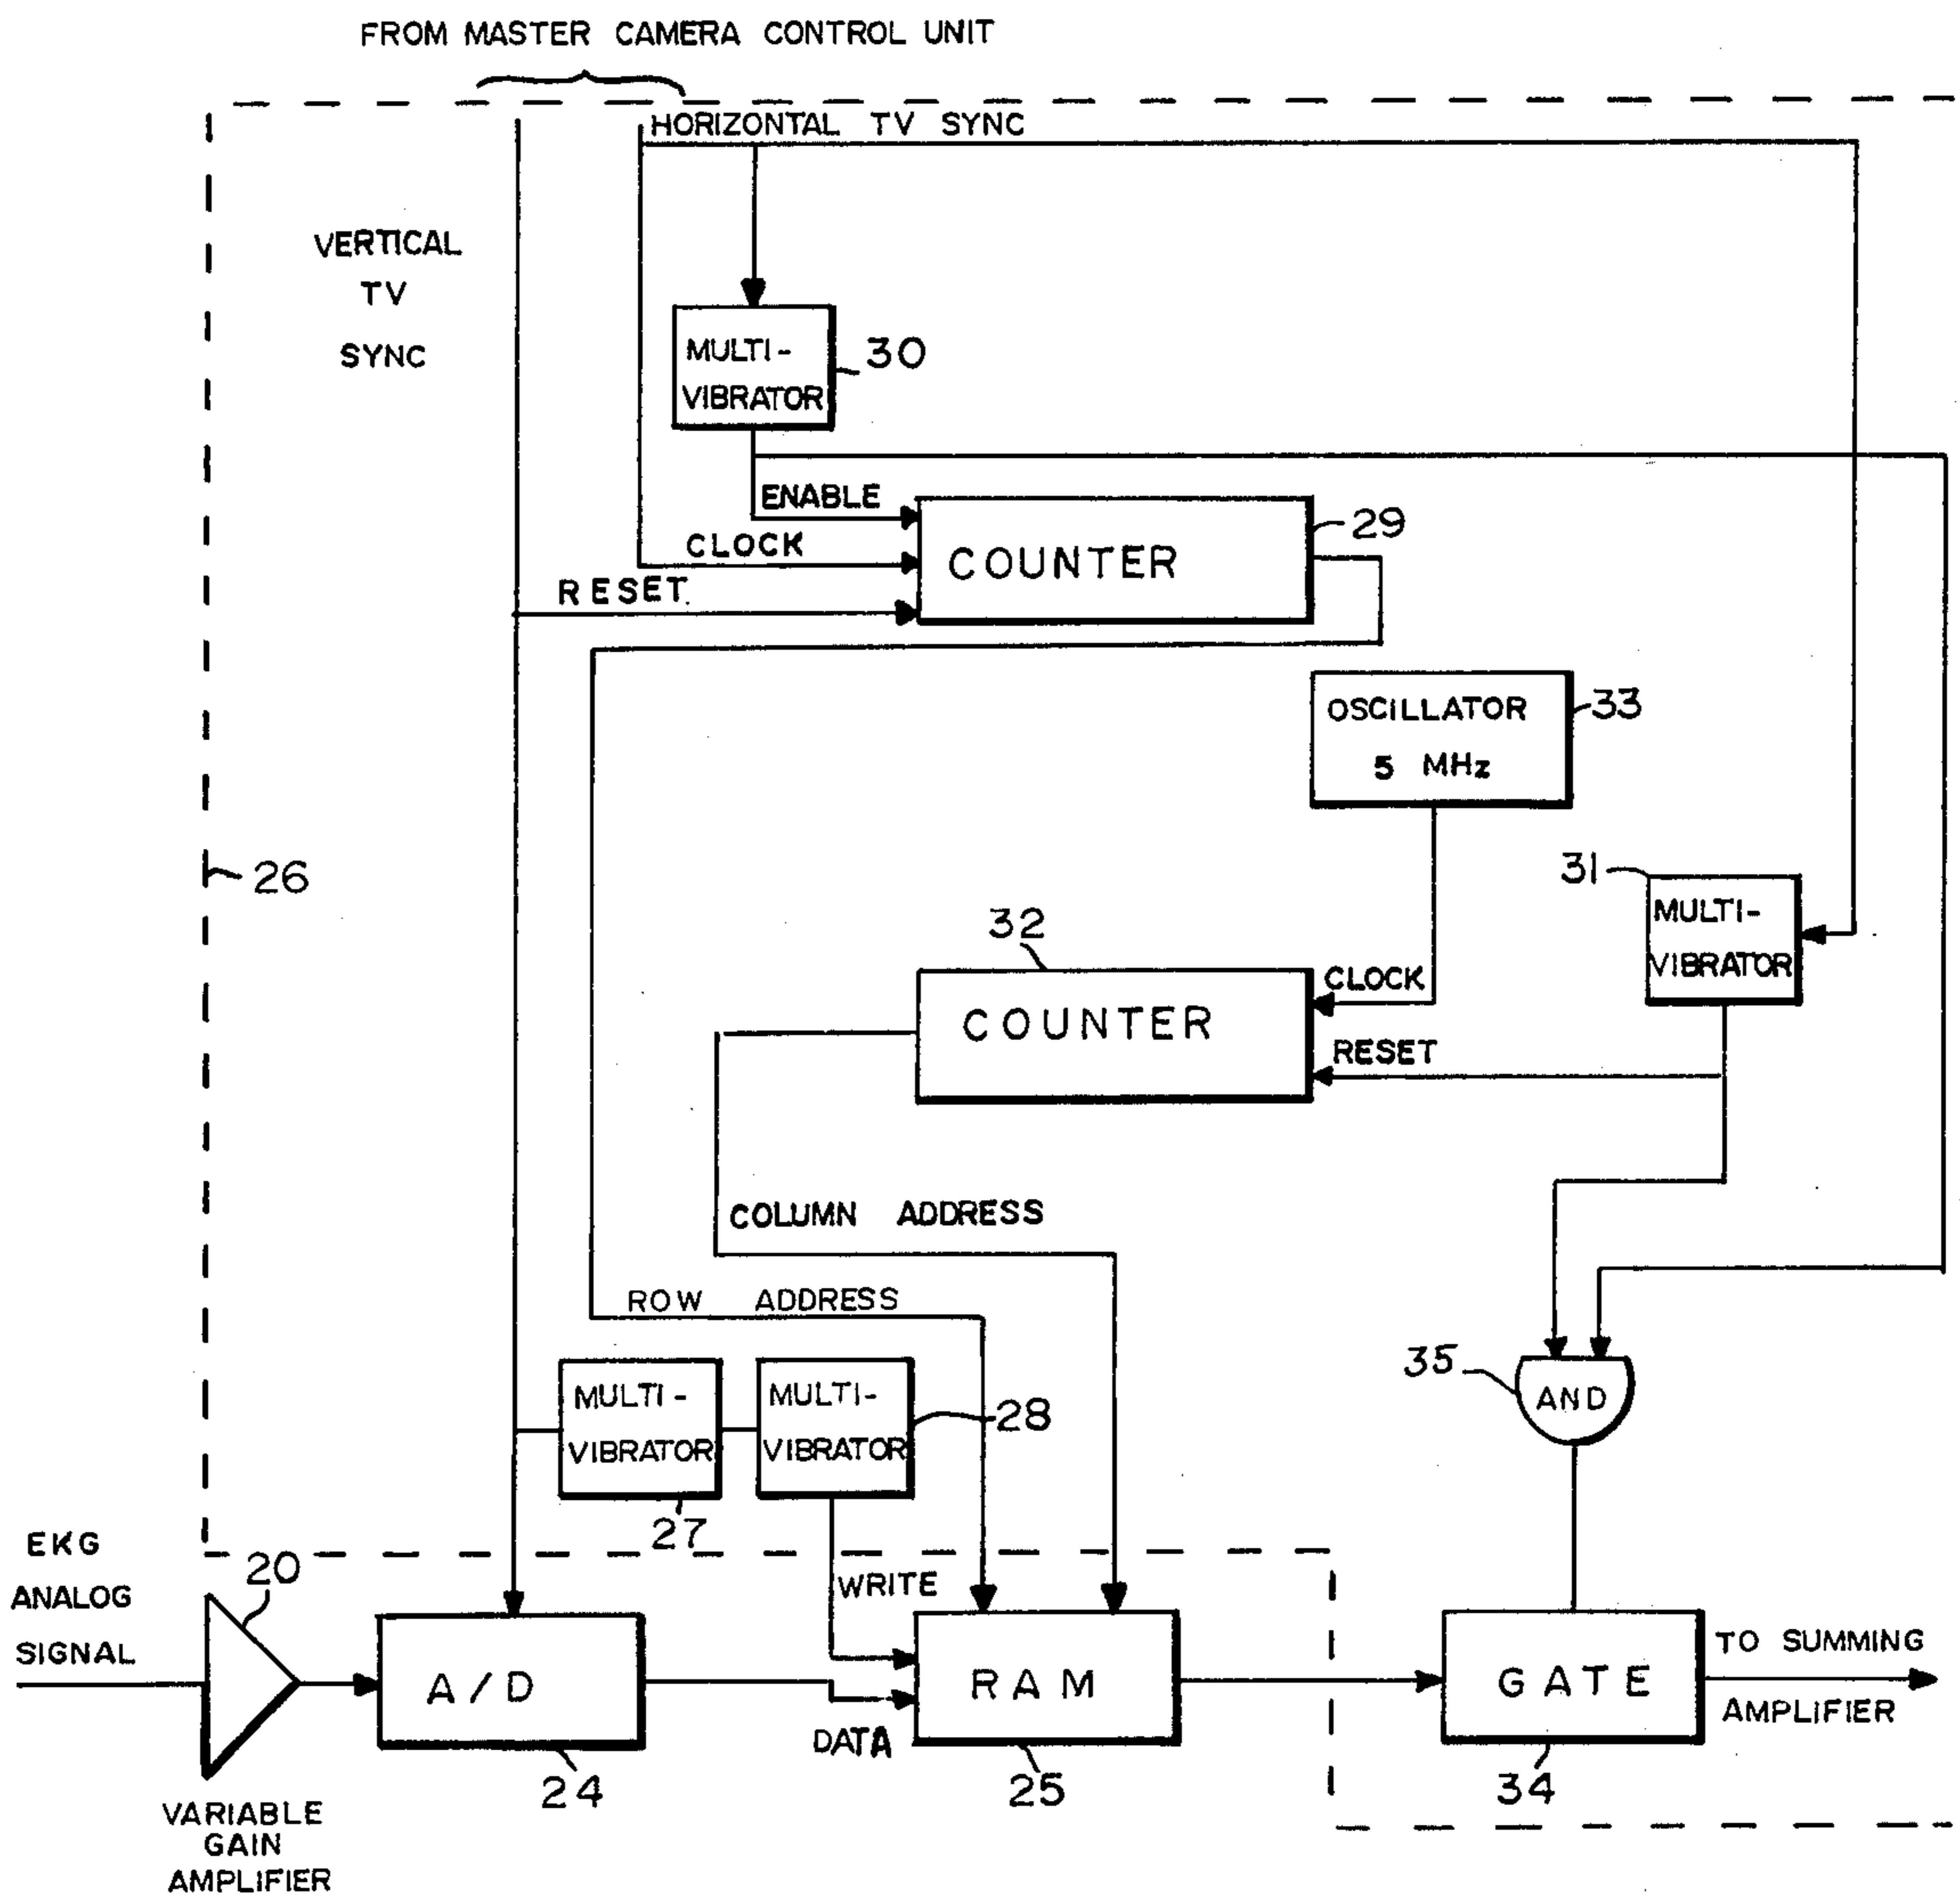 FROM MASTER CAMERA CONTROL UNIT
HORIZONTAL TV SYNC
VERTICAL
TV
SYNC
MULTI-
VIBRATOR
30
ENABLE
CLOCK
RESET
COUNTER
29
OSCILLATOR
5 MHz
33
26
31
MULTI-
VIBRATOR
32
CLOCK
COUNTER
RESET
COLUMN ADDRESS
ROW ADDRESS
35
AND
MULTI-
VIBRATOR
27
MULTI-
VIBRATOR
28
EKG
ANALOG
SIGNAL
20
WRITE
A/D
24
DATA
RAM
25
GATE
34
TO SUMMING
AMPLIFIER
VARIABLE
GAIN
AMPLIFIER